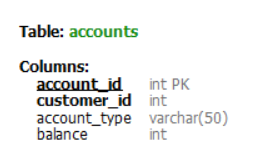 Table: accounts
Columns:
account_id int PK
customer_id int
account_type varchar(50)
balance int